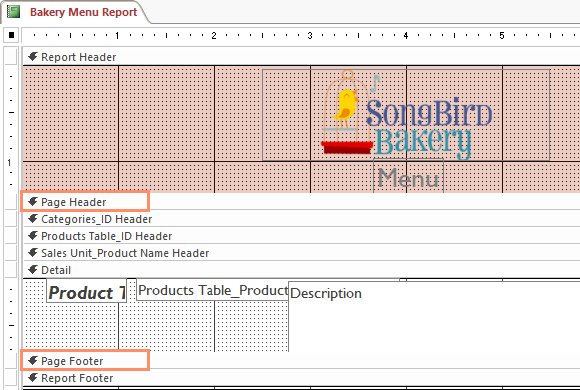 Bakery Menu Report
1 2 3 4 5
Report Header
1
SongBird
Bakery
Menu
Page Header
Categories_ID Header
Products Table_ID Header
Sales Unit_Product Name Header
Detail
Product T
Products Table_Product
Description
Page Footer
Report Footer